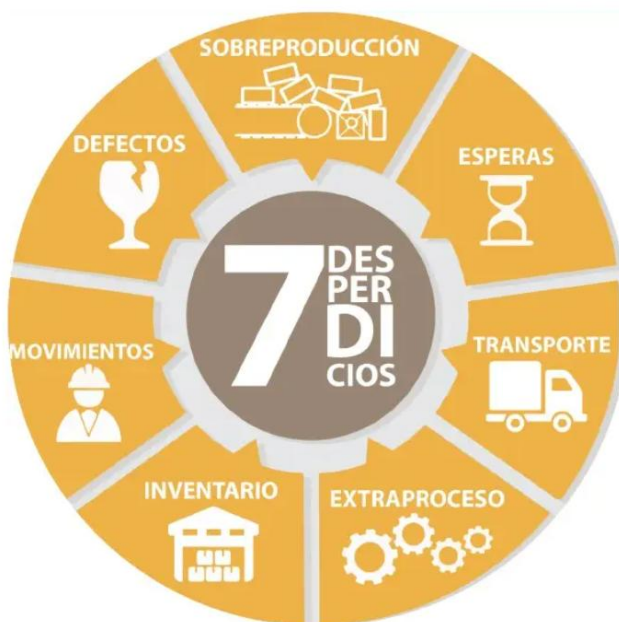 SOBREPRODUCCIÓN
ESPERAS
TRANSPORTE
EXTRAPROCESO
INVENTARIO
MOVIMIENTOS
DEFECTOS
7
DES
PER
DI
CIOS